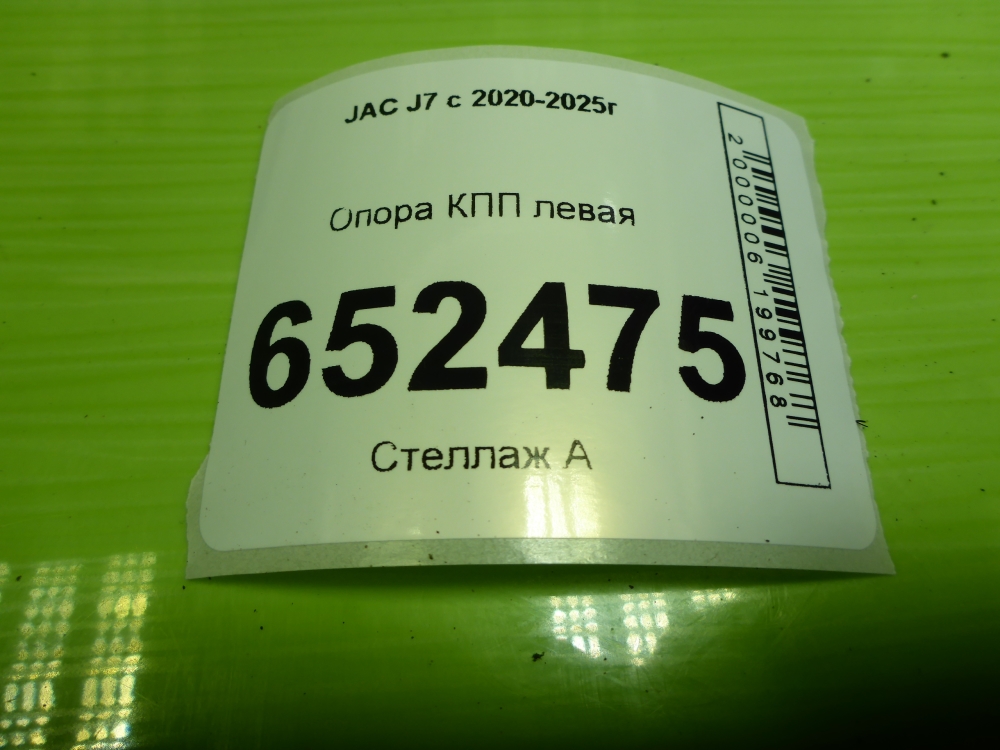 JAC J7 с 2020-2025г
Опора КПП левая
652475
Стеллаж А
2000006199768